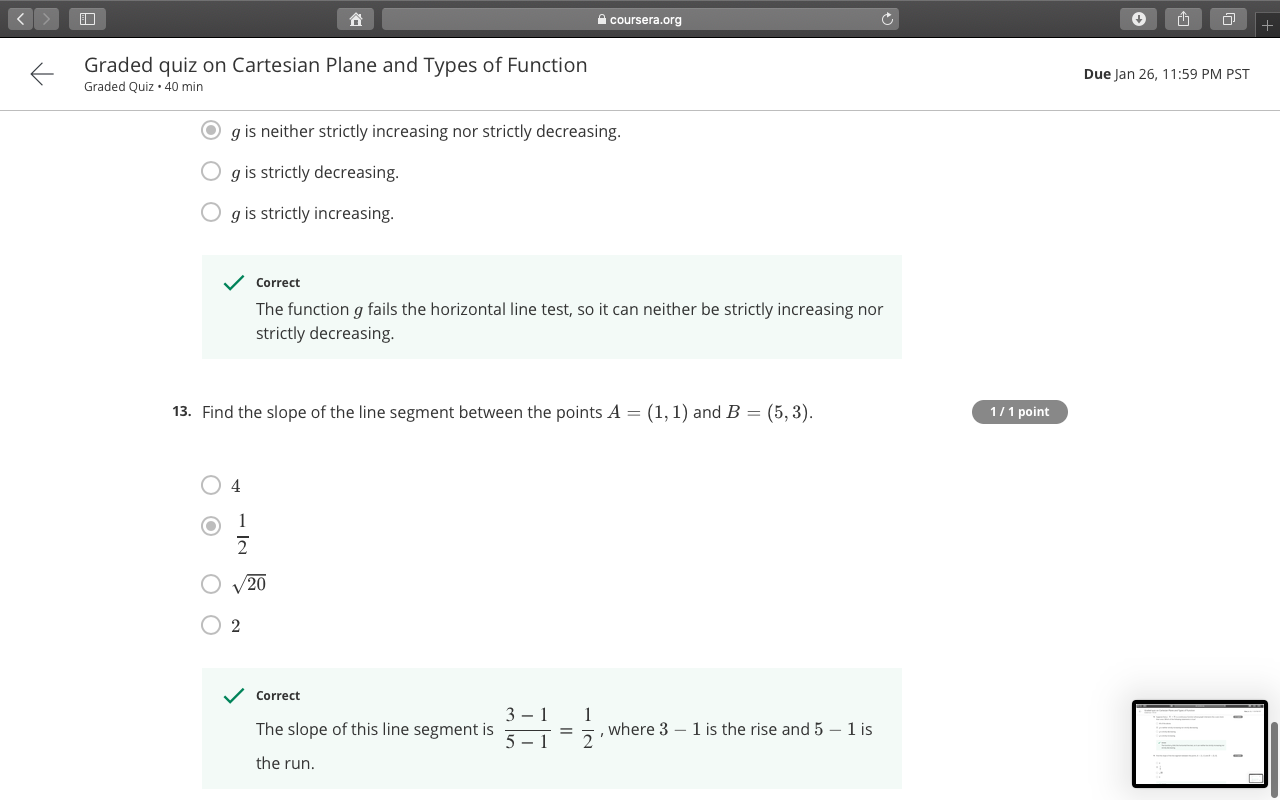 coursera.org
Graded quiz on Cartesian Plane and Types of Function
Graded Quiz • 40 min
Due Jan 26, 11:59 PM PST
g is neither strictly increasing nor strictly decreasing.
g is strictly decreasing.
g is strictly increasing.
Correct
The function g fails the horizontal line test, so it can neither be strictly increasing nor
strictly decreasing.
13. Find the slope of the line segment between the points A = (1, 1) and B = (5, 3).
1 / 1 point
4
1/2
√20
2
Correct
The slope of this line segment is (3 − 1)/(5 − 1) = 1/2, where 3 − 1 is the rise and 5 − 1 is
the run.